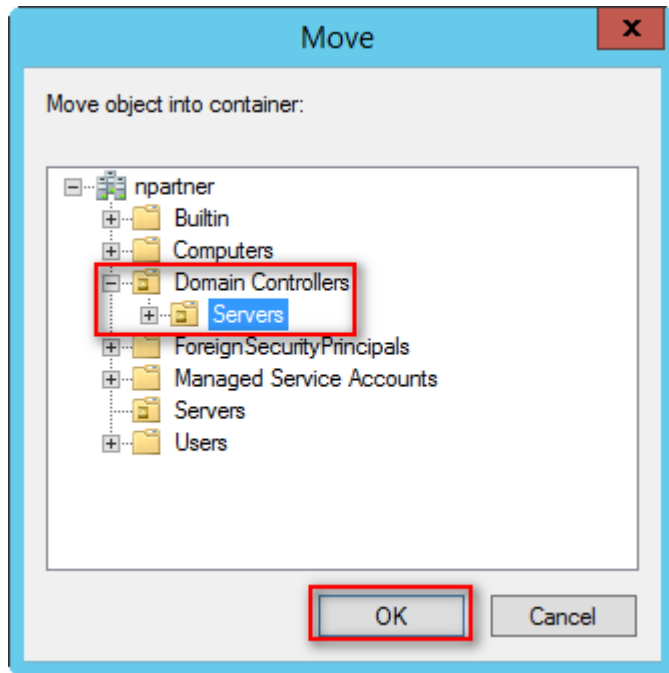 Move
x
Move object into container:
npartner
Builtin
Computers
Domain Controllers
Servers
ForeignSecurityPrincipals
Managed Service Accounts
Servers
Users
OK
Cancel